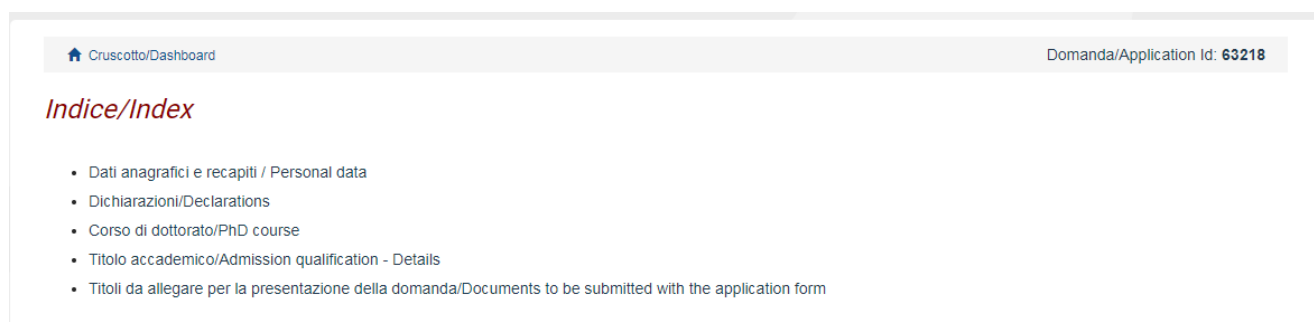 Cruscotto/Dashboard Domanda/Application Id: 63218
Indice/Index
• Dati anagrafici e recapiti / Personal data
• Dichiarazioni/Declarations
• Corso di dottorato/PhD course
• Titolo accademico/Admission qualification - Details
• Titoli da allegare per la presentazione della domanda/Documents to be submitted with the application form